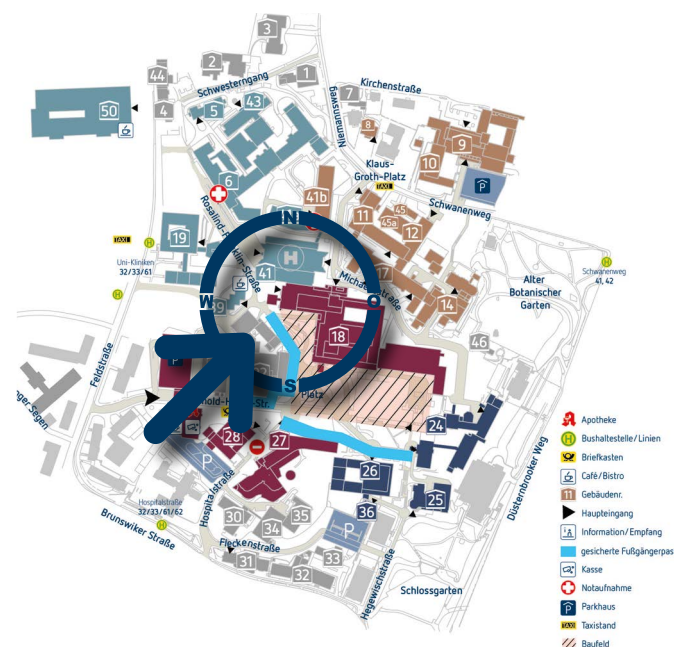 3
2
1
44
4
5
43
Schwesterngang
50
Niemannsweg
Kirchenstraße
7
8
9
10
P
Klaus-
Groth-Platz
TAXI
Schwanenweg
6
41b
11
45
45a
12
19
TAXI
H
Uni-Kliniken
32/33/61
N
41
H
Michaelisstraße
17
14
W
O
S
18
46
Alter
Botanischer
Garten
H
Schwanenweg
41, 42
H
Feldstraße
P
Platz
24
28
27
26
25
36
P
P
Hospitalstraße
Hospitalstraße
32/33/61/62
H
Brunswiker Straße
30
34
35
Fleckenstraße
31
32
33
Hegewischstraße
Schlossgarten
Düsternbrooker Weg
Apotheke
H Bushaltestelle/Linien
Briefkasten
Café/Bistro
11 Gebäudenr.
Haupteingang
Information/Empfang
gesicherte Fußgängerpas
Kasse
Notaufnahme
P Parkhaus
TAXI Taxistand
Baufeld